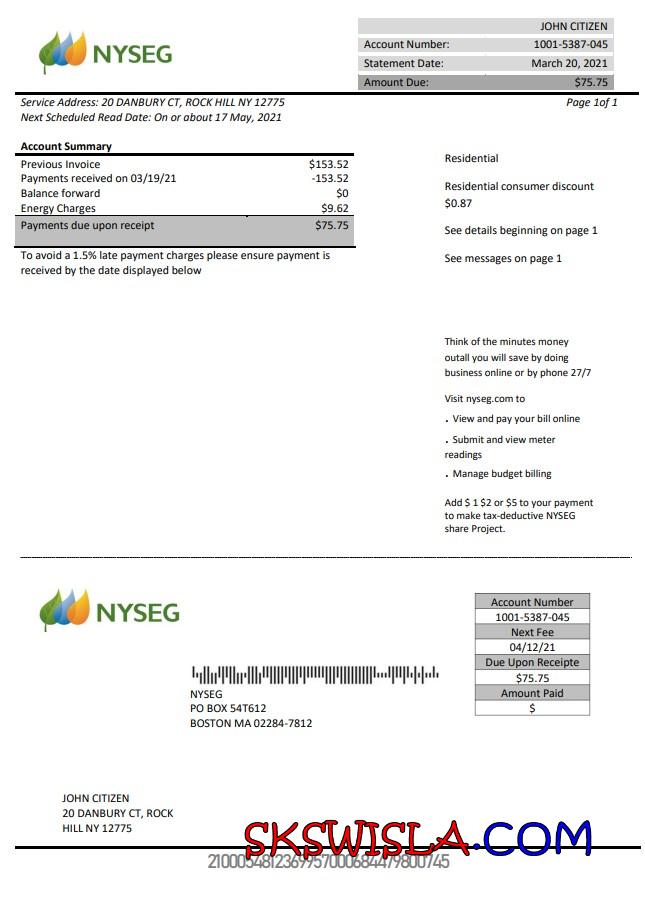 NYSEG
JOHN CITIZEN
Account Number: 1001-5387-045
Statement Date: March 20, 2021
Amount Due: $75.75
Service Address: 20 DANBURY CT, ROCK HILL NY 12775
Page 1of 1
Next Scheduled Read Date: On or about 17 May, 2021
Account Summary
Previous Invoice $153.52
Payments received on 03/19/21 -153.52
Balance forward $0
Energy Charges $9.62
Payments due upon receipt $75.75
To avoid a 1.5% late payment charges please ensure payment is
received by the date displayed below
Residential
Residential consumer discount
$0.87
See details beginning on page 1
See messages on page 1
Think of the minutes money
outall you will save by doing
business online or by phone 27/7
Visit nyseg.com to
. View and pay your bill online
. Submit and view meter
readings
. Manage budget billing
Add $ 1 $2 or $5 to your payment
to make tax-deductive NYSEG
share Project.
NYSEG
Account Number
1001-5387-045
Next Fee
04/12/21
Due Upon Receipte
$75.75
Amount Paid
$
NYSEG
PO BOX 54T612
BOSTON MA 02284-7812
JOHN CITIZEN
20 DANBURY CT, ROCK
HILL NY 12775
SKSWISLA.COM
21000548123699570006844798007​45